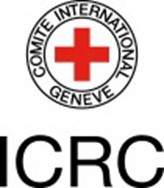 COMITE INTERNATIONAL
GENEVE
ICRC